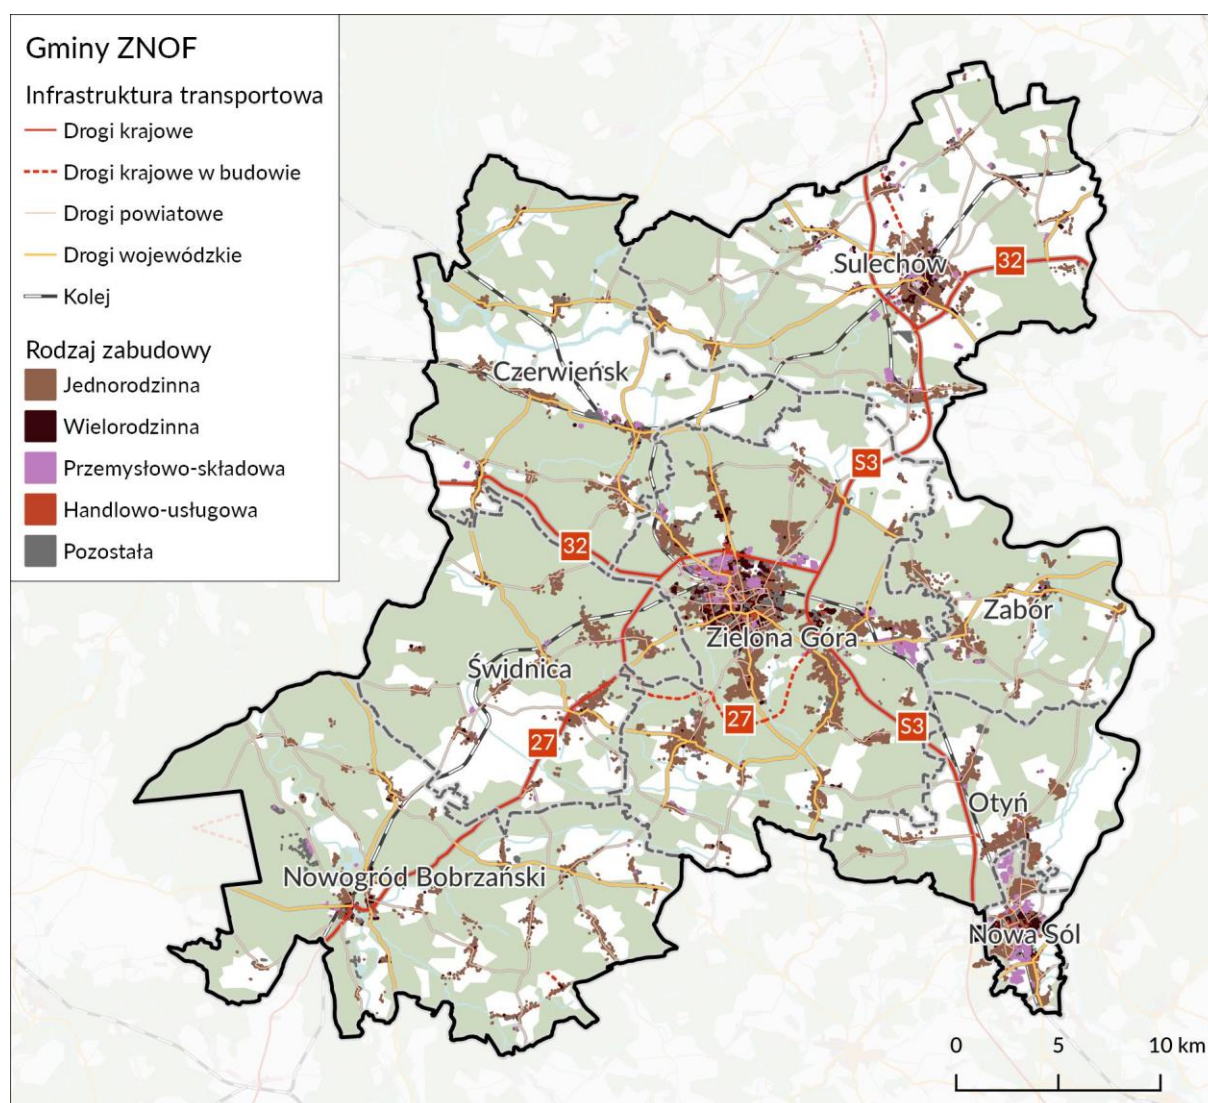 Gminy ZNOF
Infrastruktura transportowa
Drogi krajowe
Drogi krajowe w budowie
Drogi powiatowe
Drogi wojewódzkie
Kolej
Rodzaj zabudowy
Jednorodzinna
Wielorodzinna
Przemysłowo-składowa
Handlowo-usługowa
Pozostała
Sulechów
32
Czerwieńsk
S3
32
Zabór
Zielona Góra
Świdnica
27
27
S3
Otyń
Nowogród Bobrzański
Nowa Sól
0 5 10 km